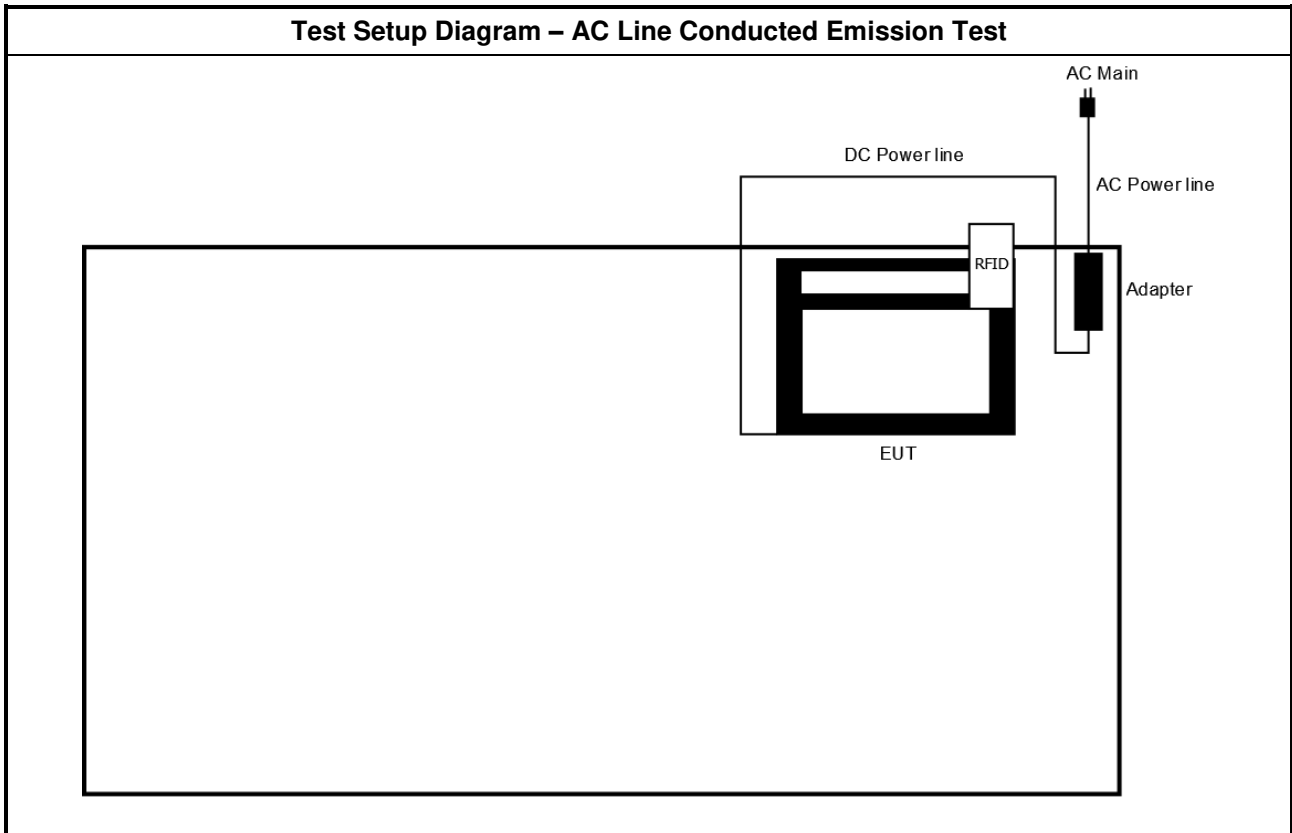 Test Setup Diagram – AC Line Conducted Emission Test
AC Main
DC Power line
AC Power line
RFID
Adapter
EUT